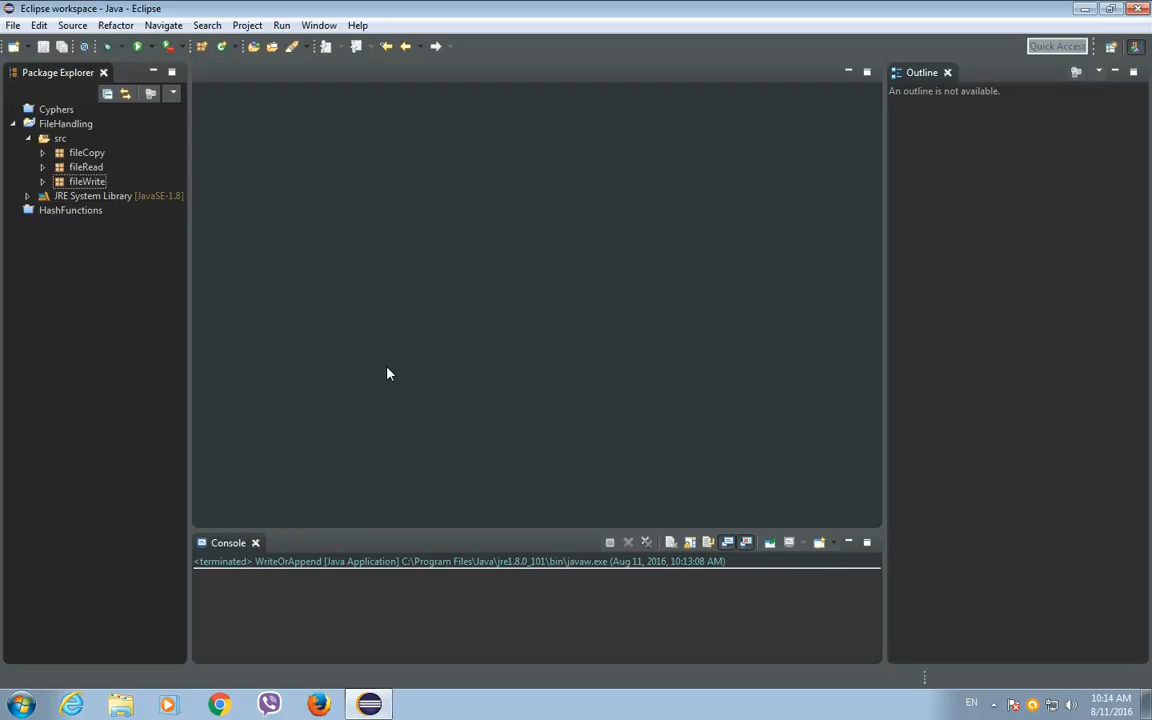 Eclipse workspace - Java - Eclipse
File Edit Source Refactor Navigate Search Project Run Window Help
Quick Access
Package Explorer
Outline
An outline is not available.
Cyphers
FileHandling
src
fileCopy
fileRead
fileWrite
JRE System Library [JavaSE-1.8]
HashFunctions
Console
<terminated> WriteOrAppend [Java Application] C:\Program Files\Java\jre1.8.0_101\bin\javaw.exe (Aug 11, 2016, 10:13:08 AM)
EN
10:14 AM
8/11/2016